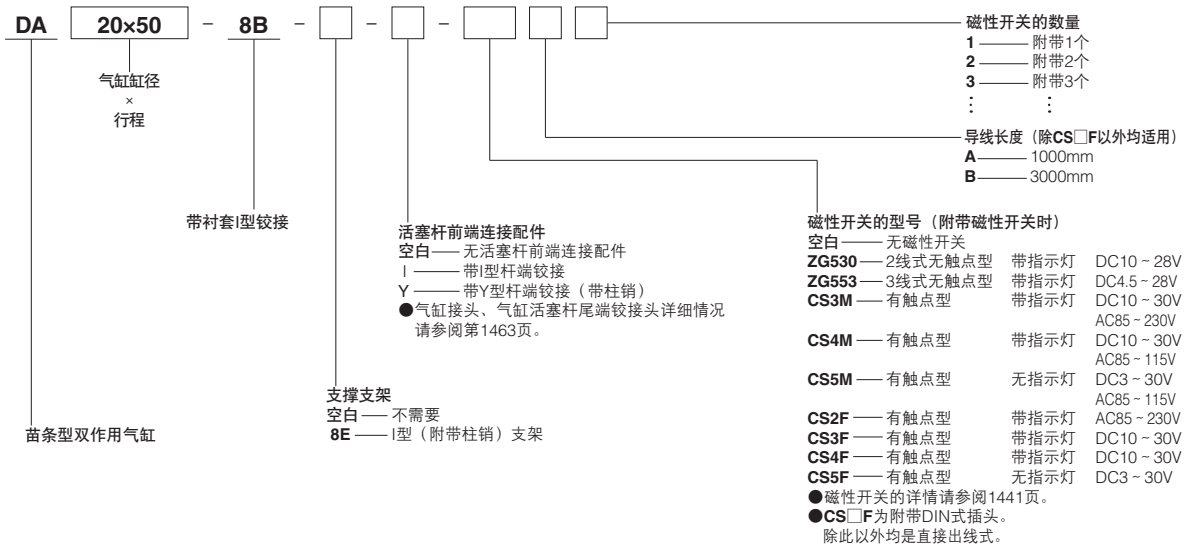 DA 20×50 － 8B － □ － □ － □ □ □
气缸缸径
×
行程
带衬套I型铰接
苗条型双作用气缸
支撑支架
空白 —— 不需要
8E —— I型（附带柱销）支架
活塞杆前端连接配件
空白 —— 无活塞杆前端连接配件
I —— 带I型杆端铰接
Y —— 带Y型杆端铰接（带柱销）
●气缸接头、气缸活塞杆尾端铰接头详细情况
请参阅第1463页。
磁性开关的数量
1 —— 附带1个
2 —— 附带2个
3 —— 附带3个
⋮ ⋮
导线长度（除CS□F以外均适用）
A —— 1000mm
B —— 3000mm
磁性开关的型号（附带磁性开关时）
空白 —— 无磁性开关
ZG530 —— 2线式无触点型 带指示灯 DC10～28V
ZG553 —— 3线式无触点型 带指示灯 DC4.5～28V
CS3M —— 有触点型 带指示灯 DC10～30V
AC85～230V
CS4M —— 有触点型 带指示灯 DC10～30V
AC85～115V
CS5M —— 有触点型 无指示灯 DC3～30V
AC85～115V
CS2F —— 有触点型 带指示灯 AC85～230V
CS3F —— 有触点型 带指示灯 DC10～30V
CS4F —— 有触点型 带指示灯 DC10～30V
CS5F —— 有触点型 无指示灯 DC3～30V
●磁性开关的详情请参阅1441页。
●CS□F为附带DIN式插头。
除此以外均是直接出线式。